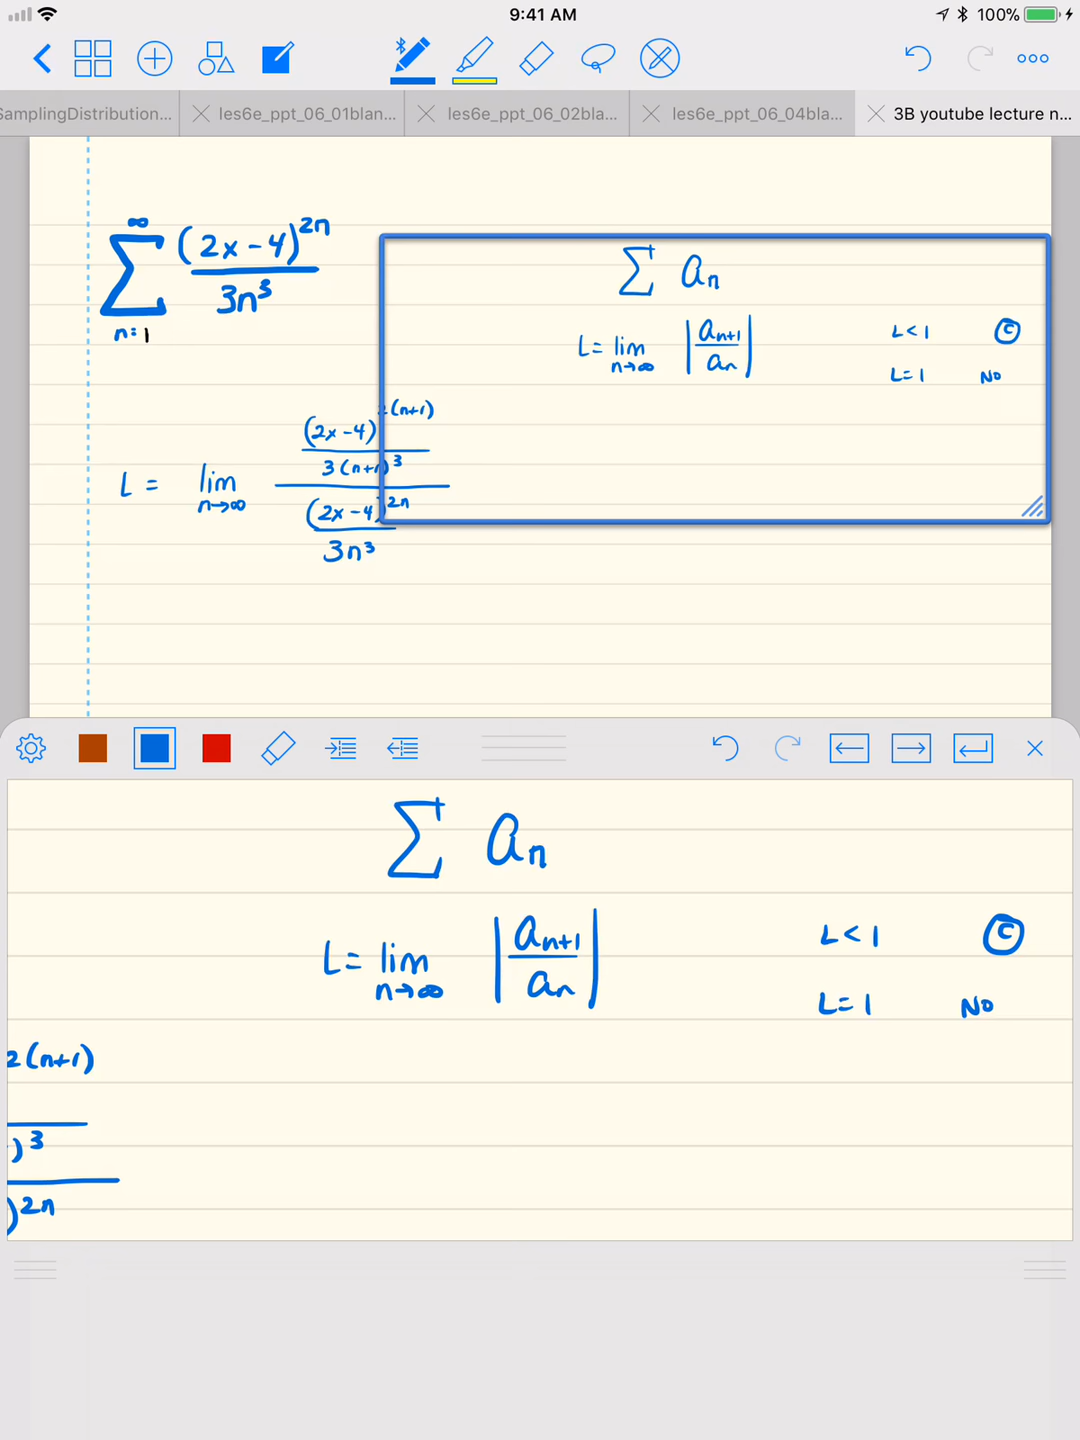 9:41 AM 100%
SamplingDistribution... les6e_ppt_06_01blan... les6e_ppt_06_02bla... les6e_ppt_06_04bla... 3B youtube lecture n...
∞
∑ (2x-4)^2n / 3n³
n=1
∑ an
L= lim n→∞ |an+1 / an| L<1 C
L=1 No
L = lim n→∞ ((2x-4)^2(n+1) / 3(n+1)³) / ((2x-4)^2n / 3n³)
∑ an
L= lim n→∞ |an+1 / an| L<1 C
L=1 No
2(n+1)
)³
)^2n